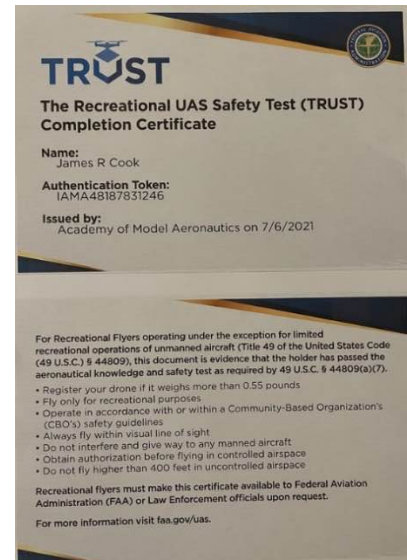 TRUST
The Recreational UAS Safety Test (TRUST)
Completion Certificate
Name:
James R Cook
Authentication Token:
IAMA48187831246
Issued by:
Academy of Model Aeronautics on 7/6/2021
For Recreational Flyers operating under the exception for limited
recreational operations of unmanned aircraft (Title 49 of the United States Code
(49 U.S.C.) § 44809), this document is evidence that the holder has passed the
aeronautical knowledge and safety test as required by 49 U.S.C. § 44809(a)(7).
• Register your drone if it weighs more than 0.55 pounds
• Fly only for recreational purposes
• Operate in accordance with or within a Community-Based Organization's
(CBO's) safety guidelines
• Always fly within visual line of sight
• Do not interfere and give way to any manned aircraft
• Obtain authorization before flying in controlled airspace
• Do not fly higher than 400 feet in uncontrolled airspace
Recreational flyers must make this certificate available to Federal Aviation
Administration (FAA) or Law Enforcement officials upon request.
For more information visit faa.gov/uas.